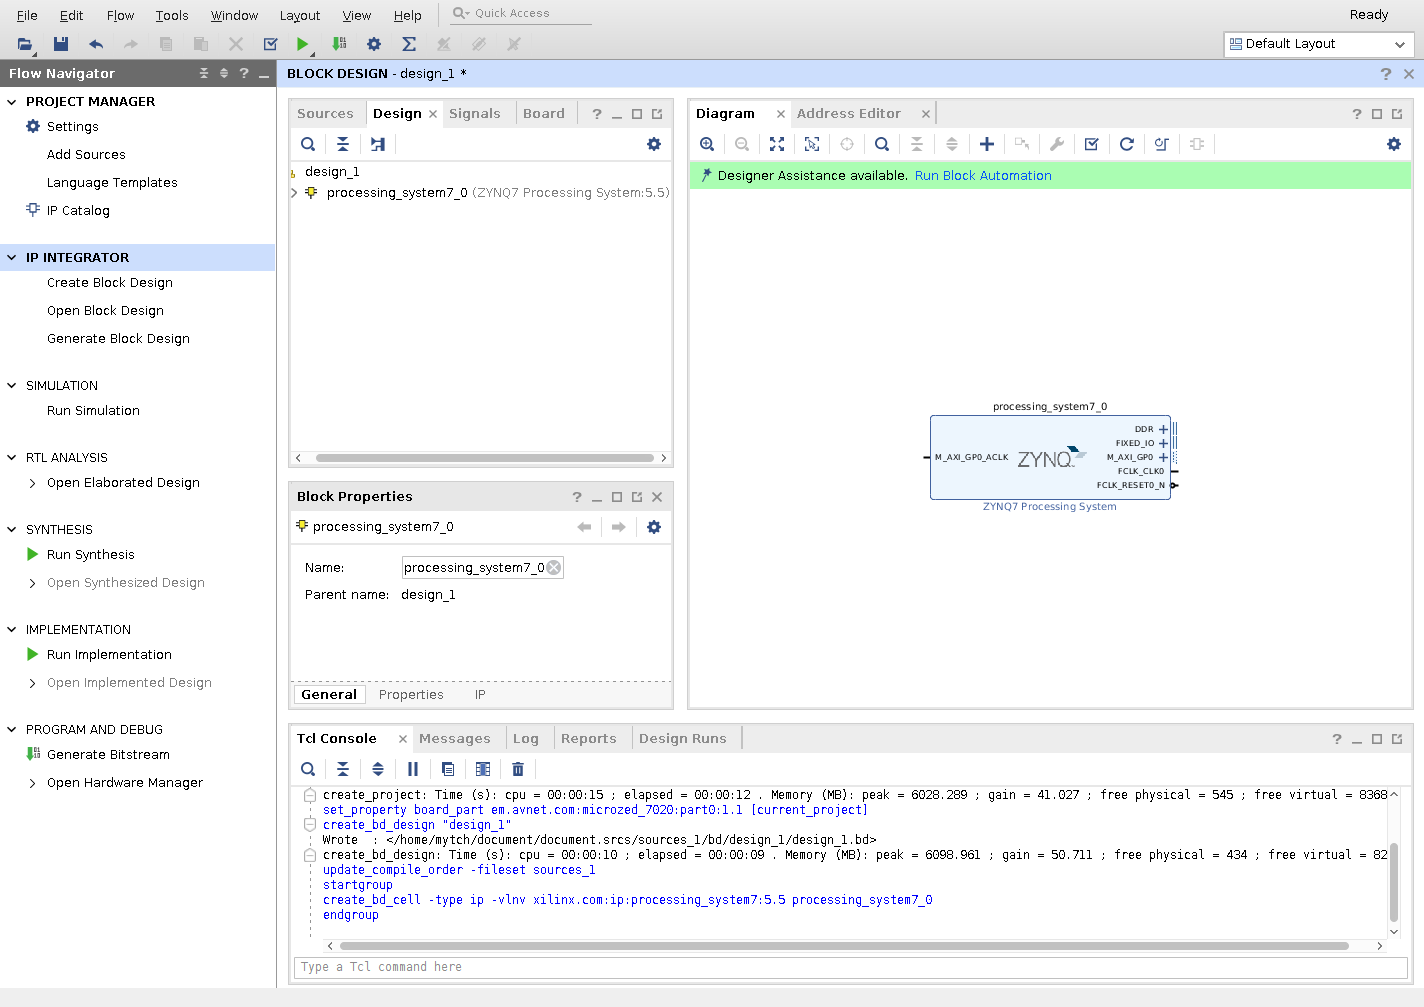 File Edit Flow Tools Window Layout View Help Quick Access Ready
Default Layout
Flow Navigator
PROJECT MANAGER
Settings
Add Sources
Language Templates
IP Catalog
IP INTEGRATOR
Create Block Design
Open Block Design
Generate Block Design
SIMULATION
Run Simulation
RTL ANALYSIS
Open Elaborated Design
SYNTHESIS
Run Synthesis
Open Synthesized Design
IMPLEMENTATION
Run Implementation
Open Implemented Design
PROGRAM AND DEBUG
Generate Bitstream
Open Hardware Manager
BLOCK DESIGN - design_1 *
Sources Design Signals Board
design_1
processing_system7_0 (ZYNQ7 Processing System:5.5)
Block Properties
processing_system7_0
Name: processing_system7_0
Parent name: design_1
General Properties IP
Diagram Address Editor
Designer Assistance available. Run Block Automation
processing_system7_0
DDR
FIXED_IO
M_AXI_GP0_ACLK ZYNQ M_AXI_GP0
FCLK_CLK0
FCLK_RESET0_N
ZYNQ7 Processing System
Tcl Console Messages Log Reports Design Runs
create_project: Time (s): cpu = 00:00:15 ; elapsed = 00:00:12 . Memory (MB): peak = 6028.289 ; gain = 41.027 ; free physical = 545 ; free virtual = 8368
set_property board_part em.avnet.com:microzed_7020:part0:1.1 [current_project]
create_bd_design "design_1"
Wrote : </home/mytch/document/document.srcs/sources_1/bd/design_1/design_1.bd>
create_bd_design: Time (s): cpu = 00:00:10 ; elapsed = 00:00:09 . Memory (MB): peak = 6098.961 ; gain = 50.711 ; free physical = 434 ; free virtual = 82
update_compile_order -fileset sources_1
startgroup
create_bd_cell -type ip -vlnv xilinx.com:ip:processing_system7:5.5 processing_system7_0
endgroup
Type a Tcl command here